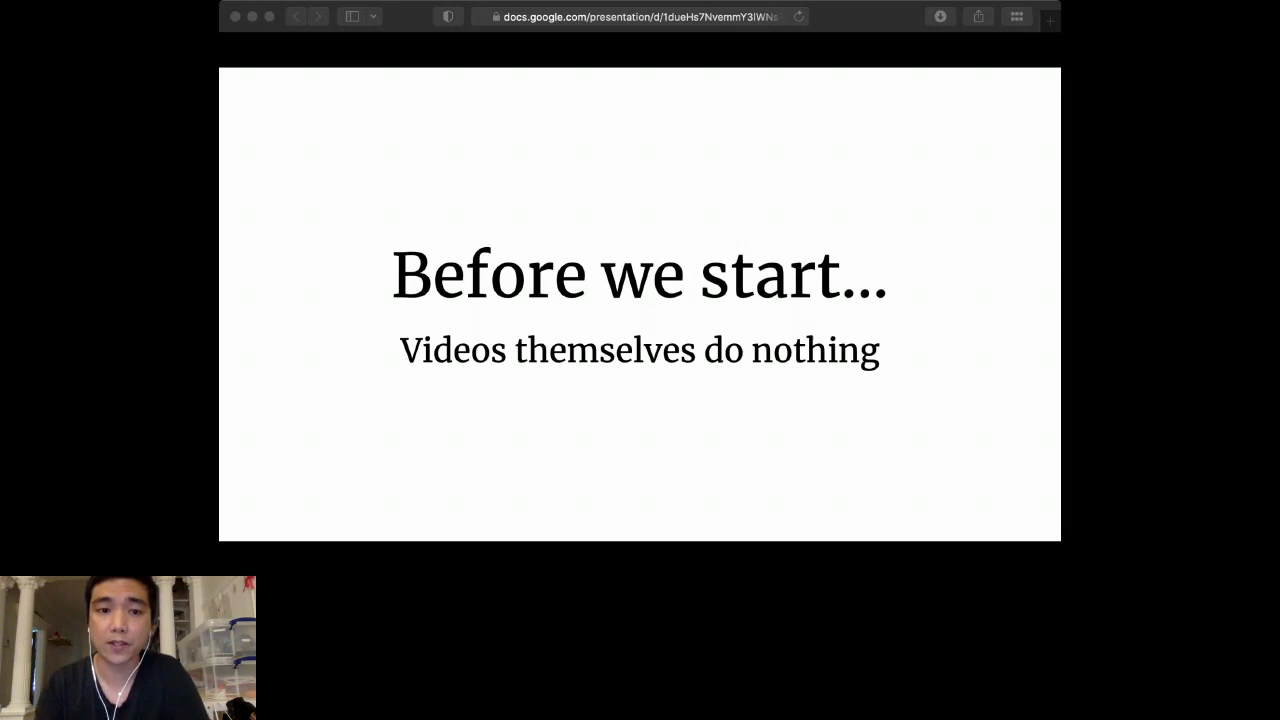 docs.google.com/presentation/d/1dueHs7NvemmY3IWNs
Before we start...
Videos themselves do nothing